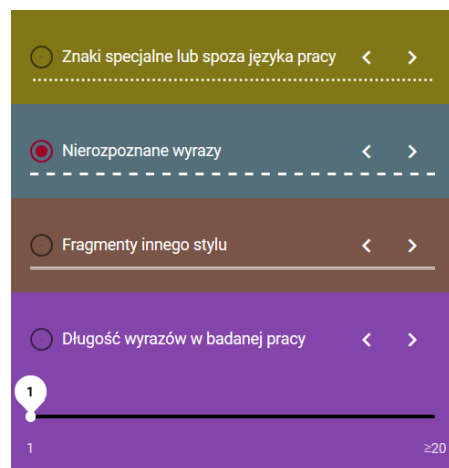 Znaki specjalne lub spoza języka pracy
Nierozpoznane wyrazy
Fragmenty innego stylu
Długość wyrazów w badanej pracy
1
1 ≥20